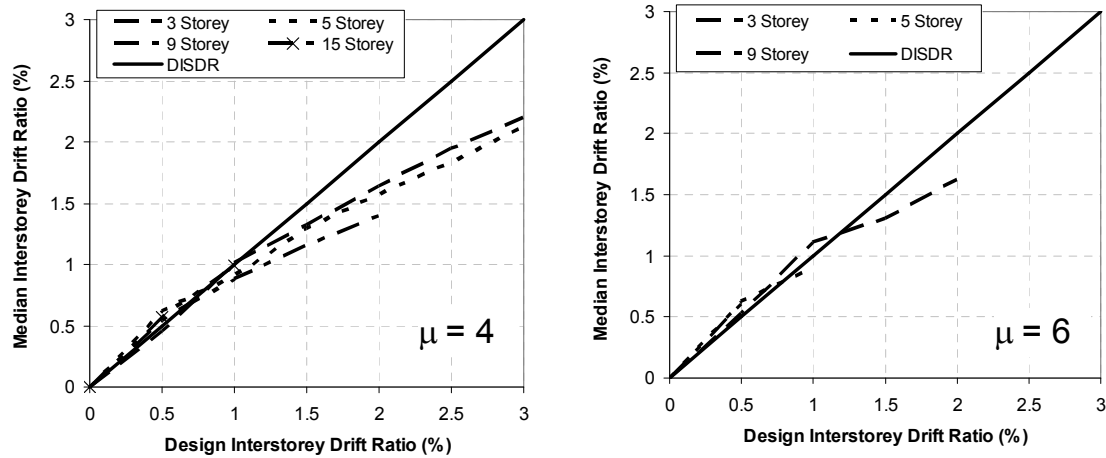 3 Storey 5 Storey
9 Storey 15 Storey
DISDR
3
2.5
2
1.5
1
0.5
0
0 0.5 1 1.5 2 2.5 3
Median Interstorey Drift Ratio (%)
Design Interstorey Drift Ratio (%)
μ = 4
3 Storey 5 Storey
9 Storey DISDR
3
2.5
2
1.5
1
0.5
0
0 0.5 1 1.5 2 2.5 3
Median Interstorey Drift Ratio (%)
Design Interstorey Drift Ratio (%)
μ = 6